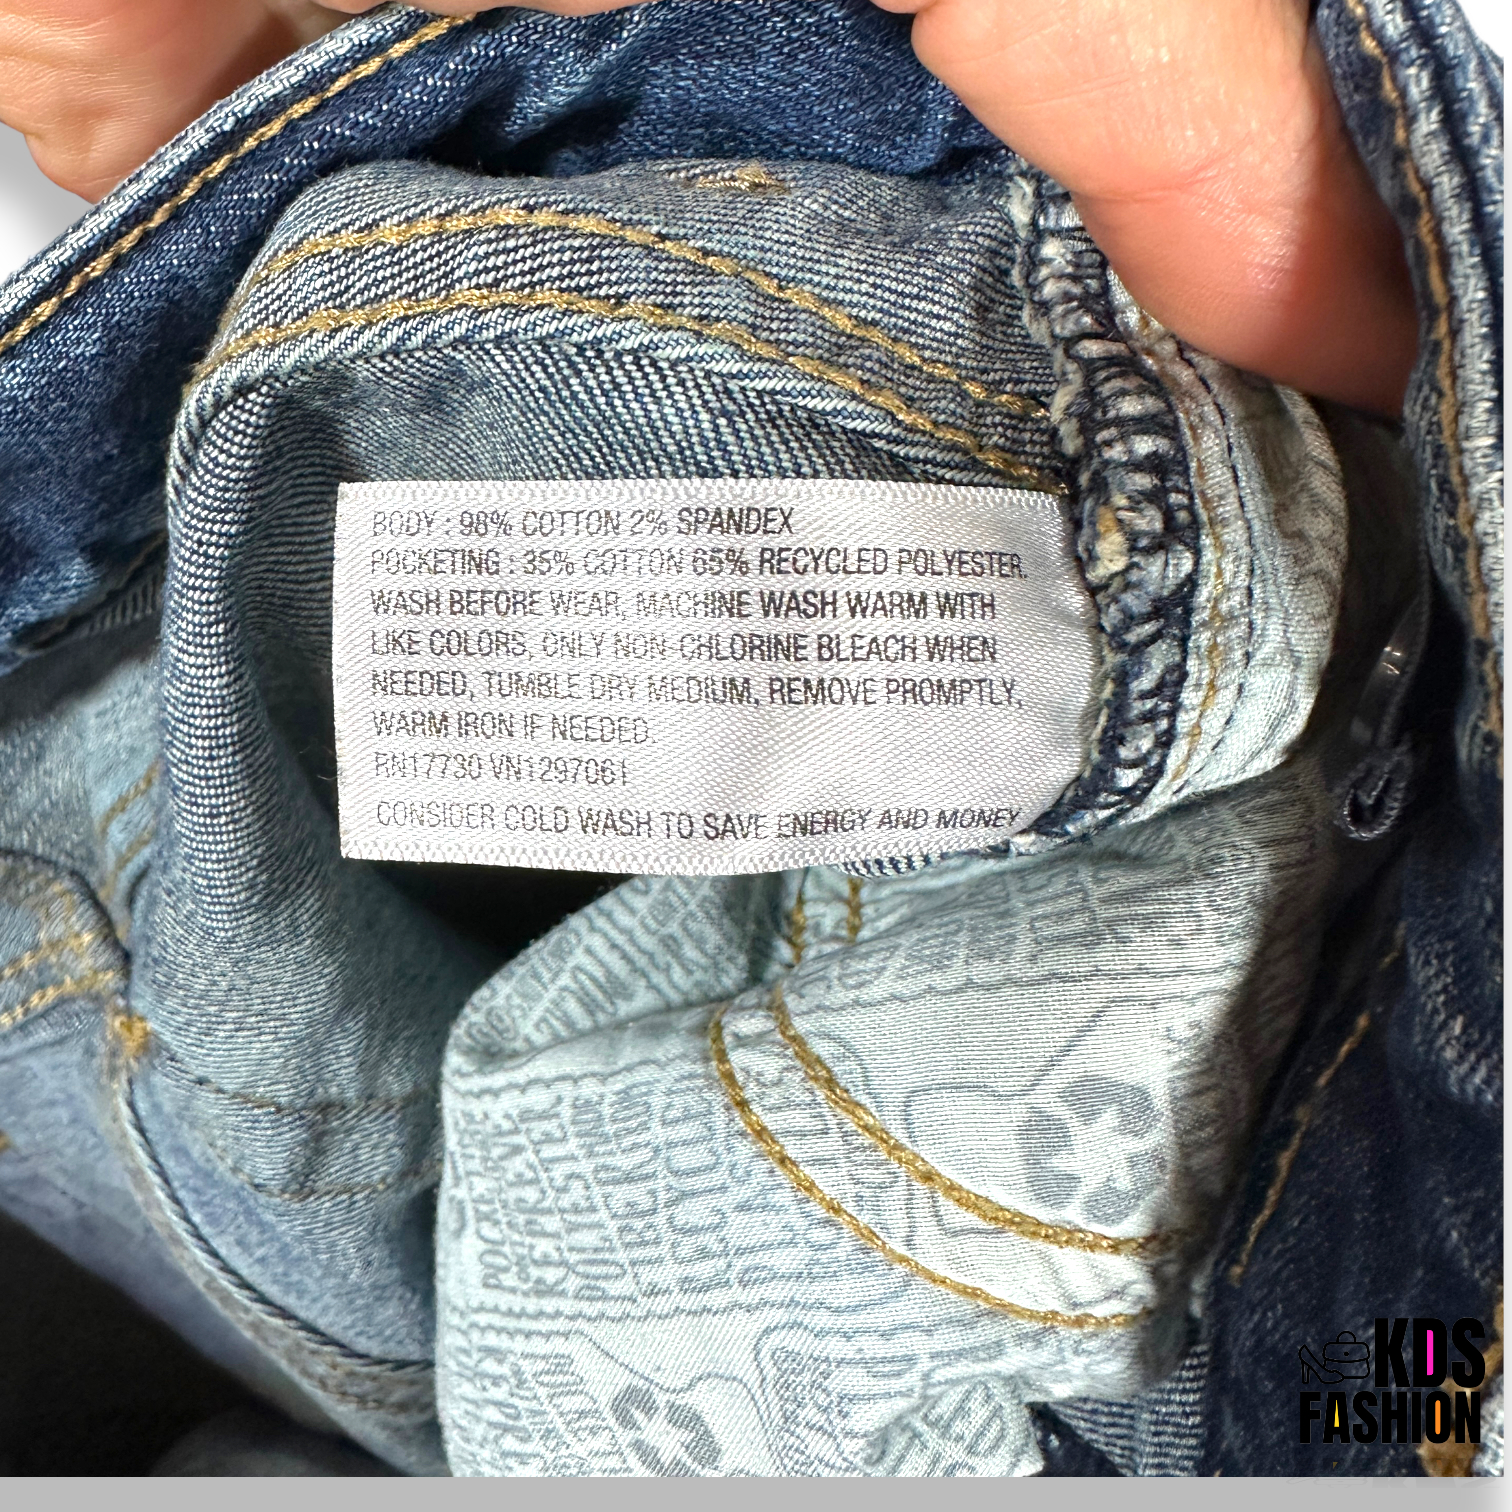 BODY : 98% COTTON 2% SPANDEX
POCKETING : 35% COTTON 65% RECYCLED POLYESTER.
WASH BEFORE WEAR, MACHINE WASH WARM WITH
LIKE COLORS, ONLY NON-CHLORINE BLEACH WHEN
NEEDED, TUMBLE DRY MEDIUM, REMOVE PROMPTLY,
WARM IRON IF NEEDED.
RN17730 VN1297061
CONSIDER COLD WASH TO SAVE ENERGY AND MONEY
POLYESTER
KDS
FASHION